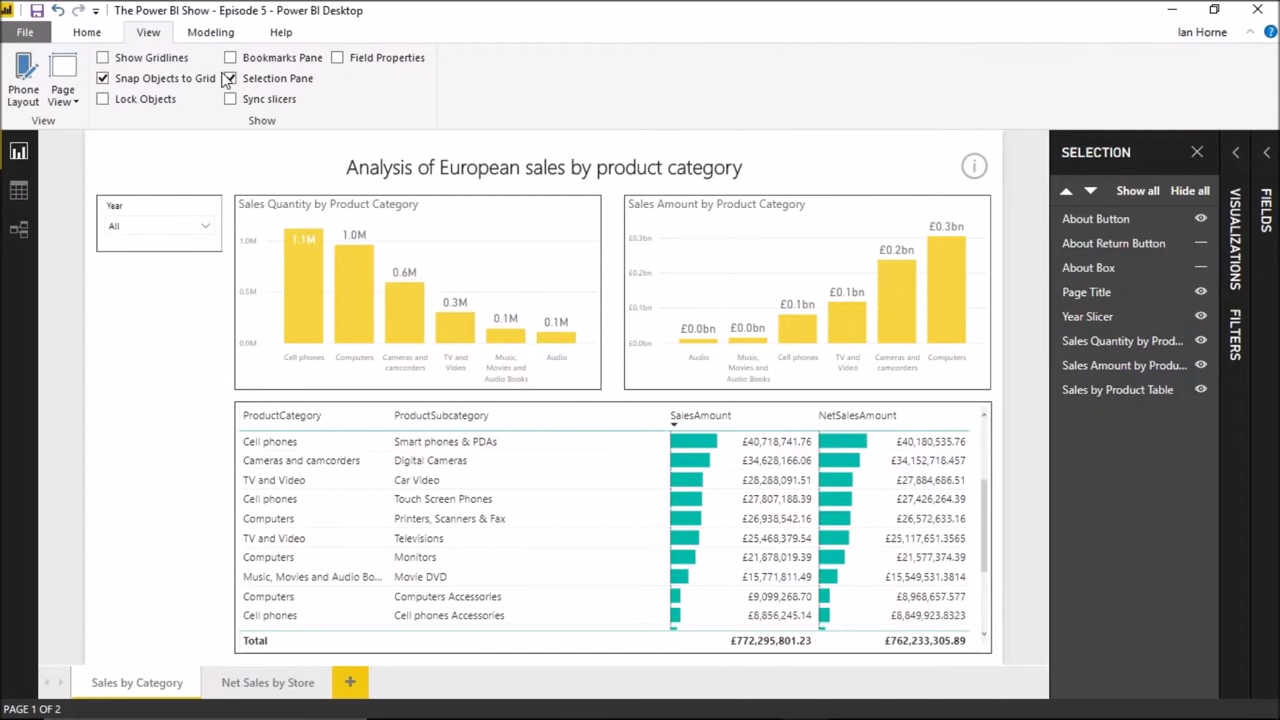 The Power BI Show - Episode 5 - Power BI Desktop
File
Home
View
Modeling
Help
Ian Horne
Phone Layout
Page View
Show Gridlines
Snap Objects to Grid
Lock Objects
Bookmarks Pane
Selection Pane
Sync slicers
Field Properties
View
Show
Analysis of European sales by product category
i
Year
All
Sales Quantity by Product Category
1.0M
0.5M
0.0M
1.1M
1.0M
0.6M
0.3M
0.1M
0.1M
Cell phones
Computers
Cameras and camcorders
TV and Video
Music, Movies and Audio Books
Audio
Sales Amount by Product Category
£0.3bn
£0.2bn
£0.1bn
£0.0bn
£0.0bn
£0.0bn
£0.1bn
£0.1bn
£0.2bn
£0.3bn
Audio
Music, Movies and Audio Books
Cell phones
TV and Video
Cameras and camcorders
Computers
ProductCategory ProductSubcategory SalesAmount NetSalesAmount
Cell phones Smart phones & PDAs £40,718,741.76 £40,180,535.76
Cameras and camcorders Digital Cameras £34,628,166.06 £34,152,718.457
TV and Video Car Video £28,288,091.51 £27,884,686.51
Cell phones Touch Screen Phones £27,807,188.39 £27,426,264.39
Computers Printers, Scanners & Fax £26,938,542.16 £26,572,633.16
TV and Video Televisions £25,468,379.54 £25,117,651.3565
Computers Monitors £21,878,019.39 £21,577,374.39
Music, Movies and Audio Bo... Movie DVD £15,771,811.49 £15,549,531.3814
Computers Computers Accessories £9,099,268.70 £8,968,657.577
Cell phones Cell phones Accessories £8,856,245.14 £8,849,923.8323
Total £772,295,801.23 £762,233,305.89
SELECTION
Show all
Hide all
About Button
About Return Button
About Box
Page Title
Year Slicer
Sales Quantity by Prod...
Sales Amount by Produ...
Sales by Product Table
VISUALIZATIONS
FILTERS
FIELDS
Sales by Category
Net Sales by Store
PAGE 1 OF 2